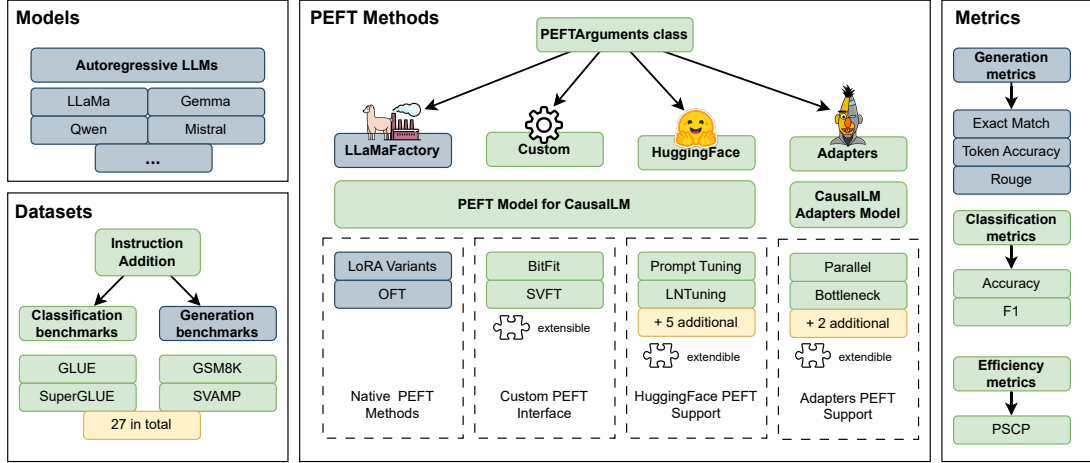 Models
Autoregressive LLMs
LLaMa
Gemma
Qwen
Mistral
...
Datasets
Instruction
Addition
Classification
benchmarks
Generation
benchmarks
GLUE
GSM8K
SuperGLUE
SVAMP
27 in total
PEFT Methods
PEFTArguments class
LLaMaFactory
Custom
HuggingFace
Adapters
PEFT Model for CausalLM
CausalLM
Adapters Model
LoRA Variants
OFT
Native PEFT
Methods
BitFit
SVFT
extensible
Custom PEFT
Interface
Prompt Tuning
LNTuning
+ 5 additional
extendible
HuggingFace PEFT
Support
Parallel
Bottleneck
+ 2 additional
extendible
Adapters PEFT
Support
Metrics
Generation
metrics
Exact Match
Token Accuracy
Rouge
Classification
metrics
Accuracy
F1
Efficiency
metrics
PSCP